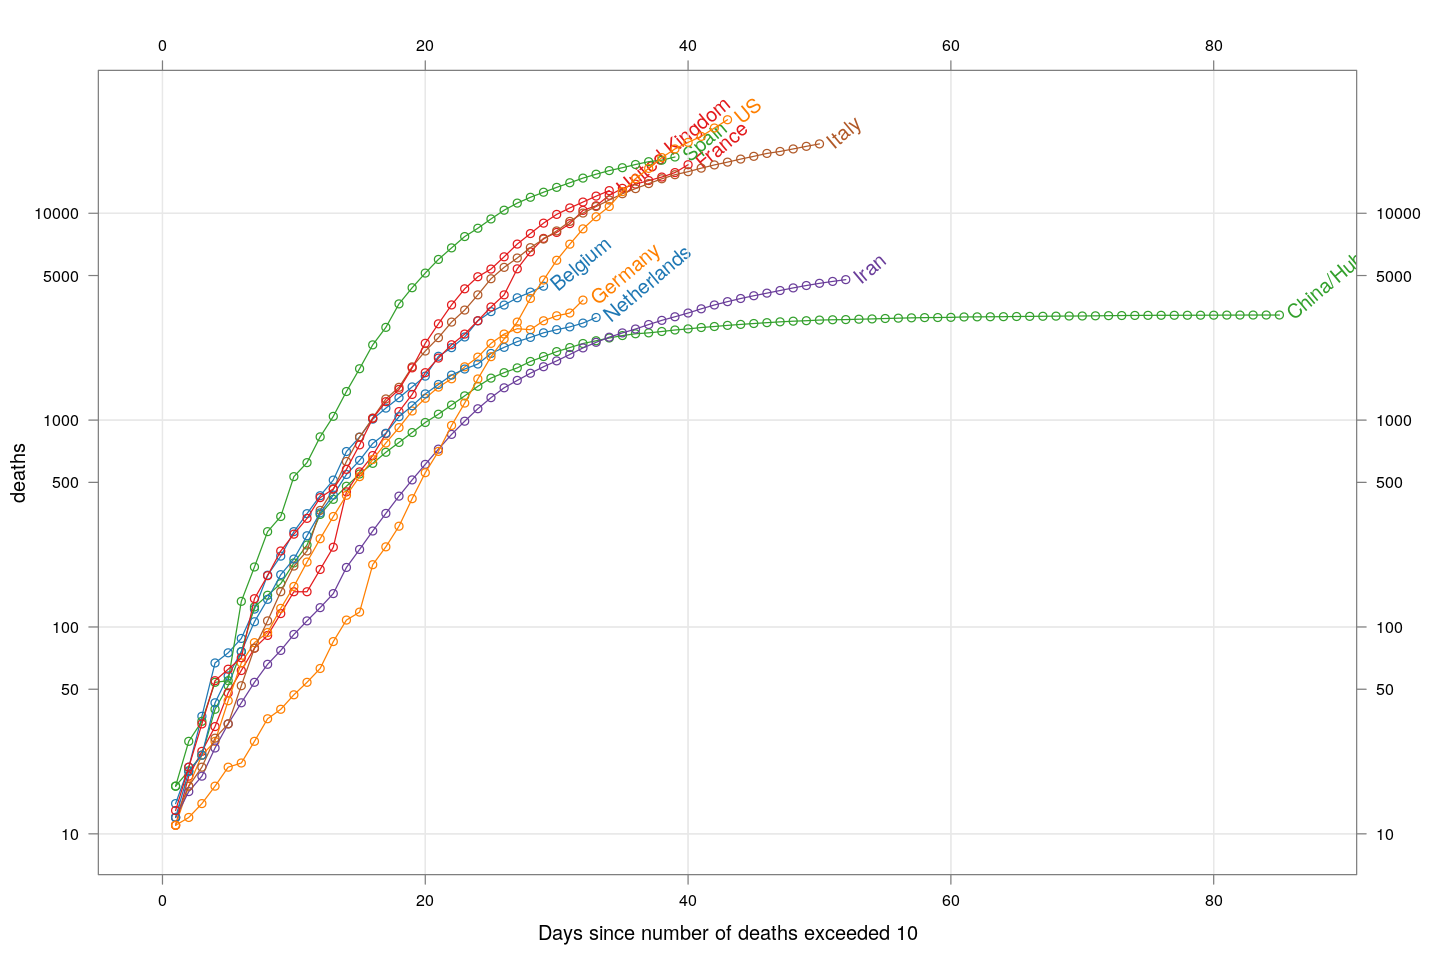 0 20 40 60 80
United Kingdom
US
Spain
France
Italy
10000 10000
Belgium
Germany
Netherlands
Iran
5000 5000
China/Hub
1000 1000
deaths
500 500
100 100
50 50
10 10
0 20 40 60 80
Days since number of deaths exceeded 10